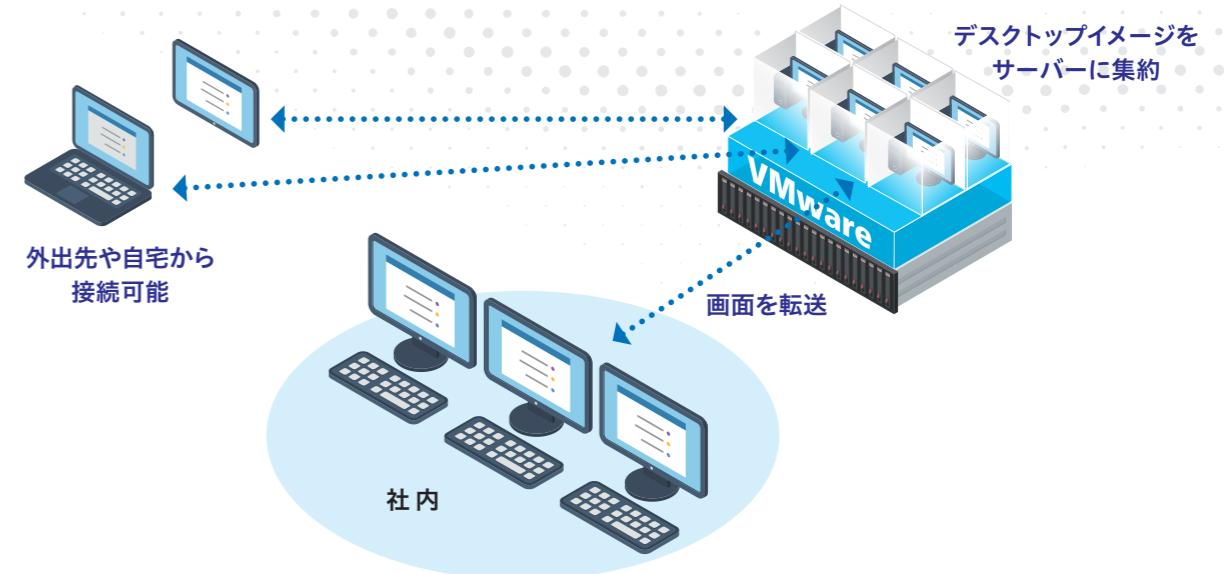 デスクトップイメージを
サーバーに集約
VMware
外出先や自宅から
接続可能
画面を転送
社内